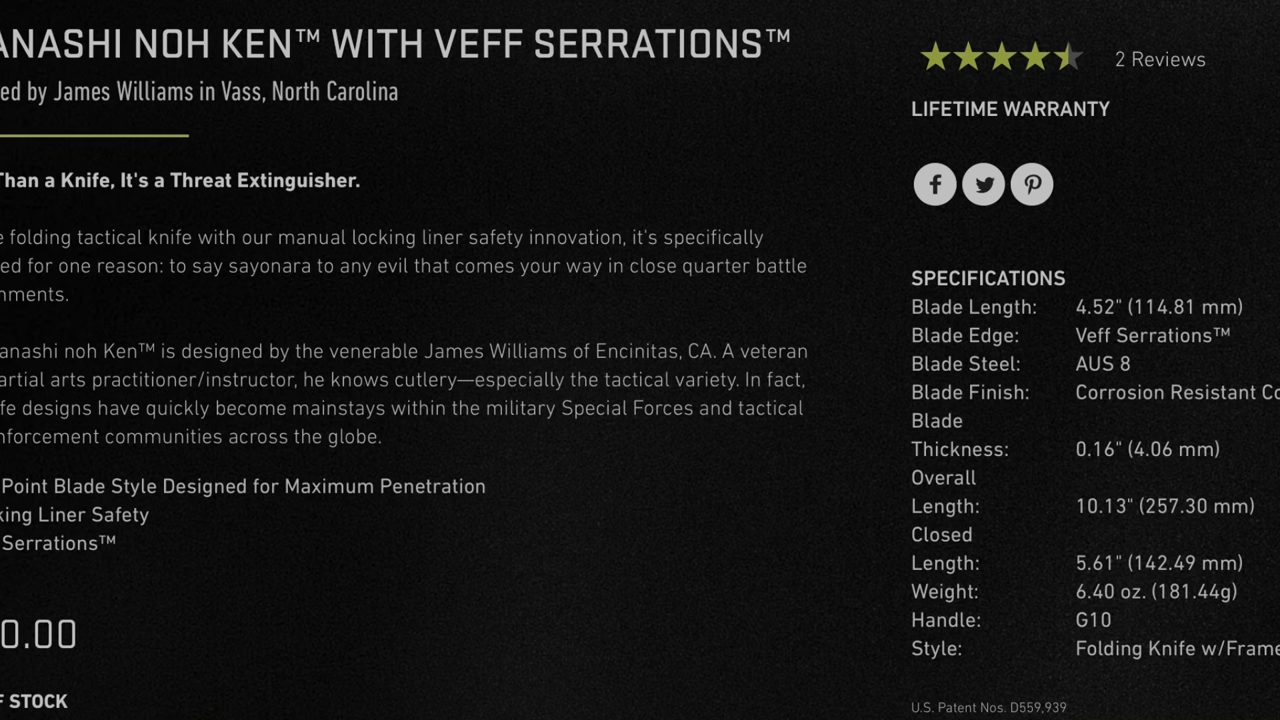 ANASHI NOH KEN™ WITH VEFF SERRATIONS™
ed by James Williams in Vass, North Carolina
Than a Knife, It's a Threat Extinguisher.
e folding tactical knife with our manual locking liner safety innovation, it's specifically
ed for one reason: to say sayonara to any evil that comes your way in close quarter battle
nments.
anashi noh Ken™ is designed by the venerable James Williams of Encinitas, CA. A veteran
artial arts practitioner/instructor, he knows cutlery—especially the tactical variety. In fact,
fe designs have quickly become mainstays within the military Special Forces and tactical
nforcement communities across the globe.
Point Blade Style Designed for Maximum Penetration
king Liner Safety
Serrations™
0.00
F STOCK
2 Reviews
LIFETIME WARRANTY
SPECIFICATIONS
Blade Length: 4.52" (114.81 mm)
Blade Edge: Veff Serrations™
Blade Steel: AUS 8
Blade Finish: Corrosion Resistant Co
Blade
Thickness: 0.16" (4.06 mm)
Overall
Length: 10.13" (257.30 mm)
Closed
Length: 5.61" (142.49 mm)
Weight: 6.40 oz. (181.44g)
Handle: G10
Style: Folding Knife w/Frame
U.S. Patent Nos. D559,939